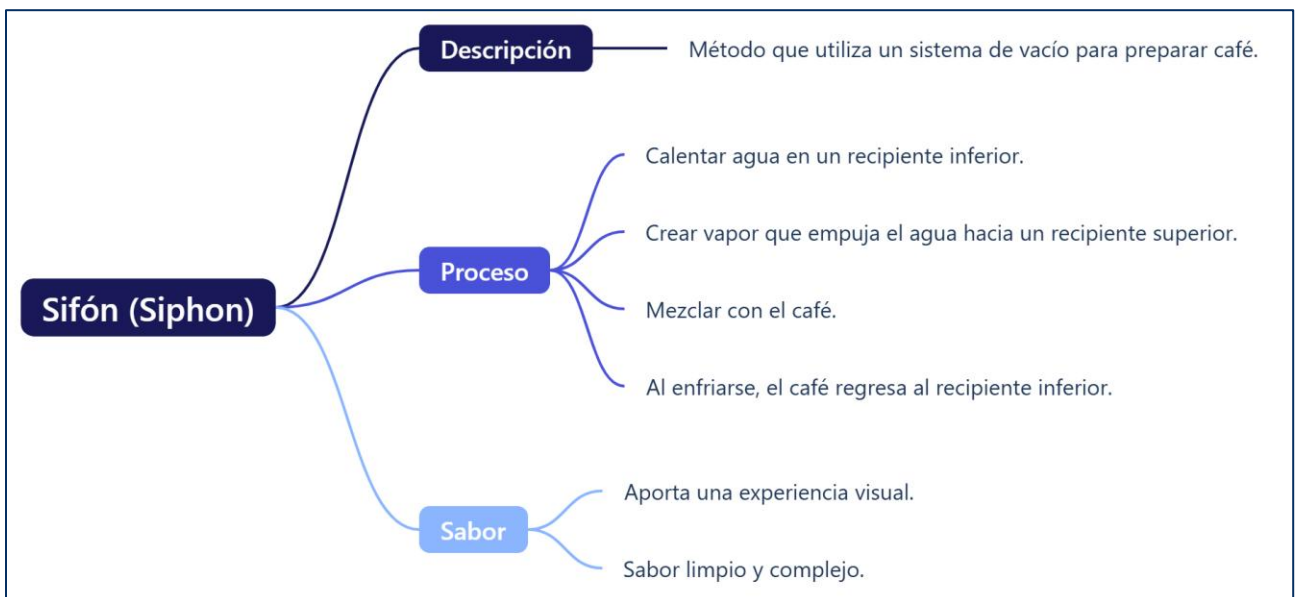 Sifón (Siphon)
Descripción
Método que utiliza un sistema de vacío para preparar café.
Proceso
Calentar agua en un recipiente inferior.
Crear vapor que empuja el agua hacia un recipiente superior.
Mezclar con el café.
Al enfriarse, el café regresa al recipiente inferior.
Sabor
Aporta una experiencia visual.
Sabor limpio y complejo.